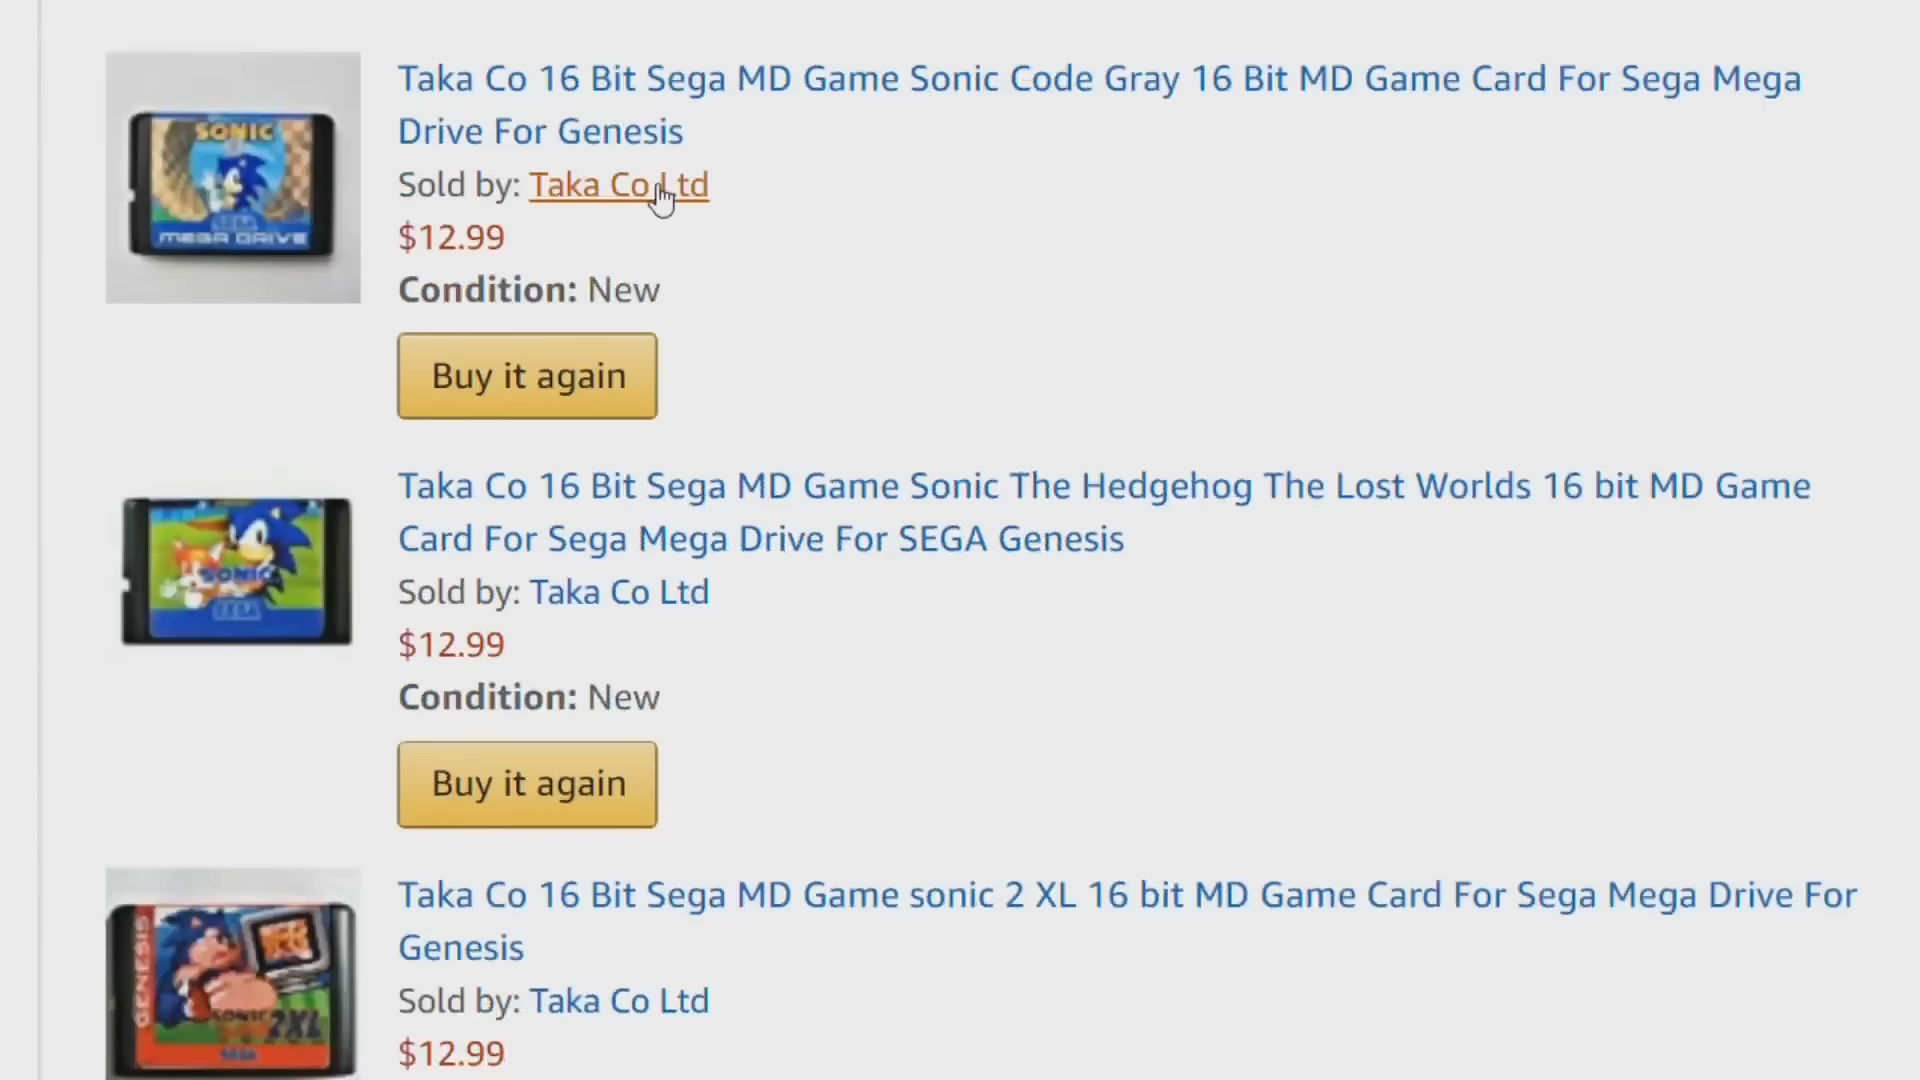 Taka Co 16 Bit Sega MD Game Sonic Code Gray 16 Bit MD Game Card For Sega Mega
Drive For Genesis
Sold by: Taka Co Ltd
$12.99
Condition: New
Buy it again
SONIC
SEGA
MEGA DRIVE
Taka Co 16 Bit Sega MD Game Sonic The Hedgehog The Lost Worlds 16 bit MD Game
Card For Sega Mega Drive For SEGA Genesis
Sold by: Taka Co Ltd
$12.99
Condition: New
Buy it again
SONIC
SEGA
Taka Co 16 Bit Sega MD Game sonic 2 XL 16 bit MD Game Card For Sega Mega Drive For
Genesis
Sold by: Taka Co Ltd
$12.99
GENESIS
SONIC
2XL
SEGA